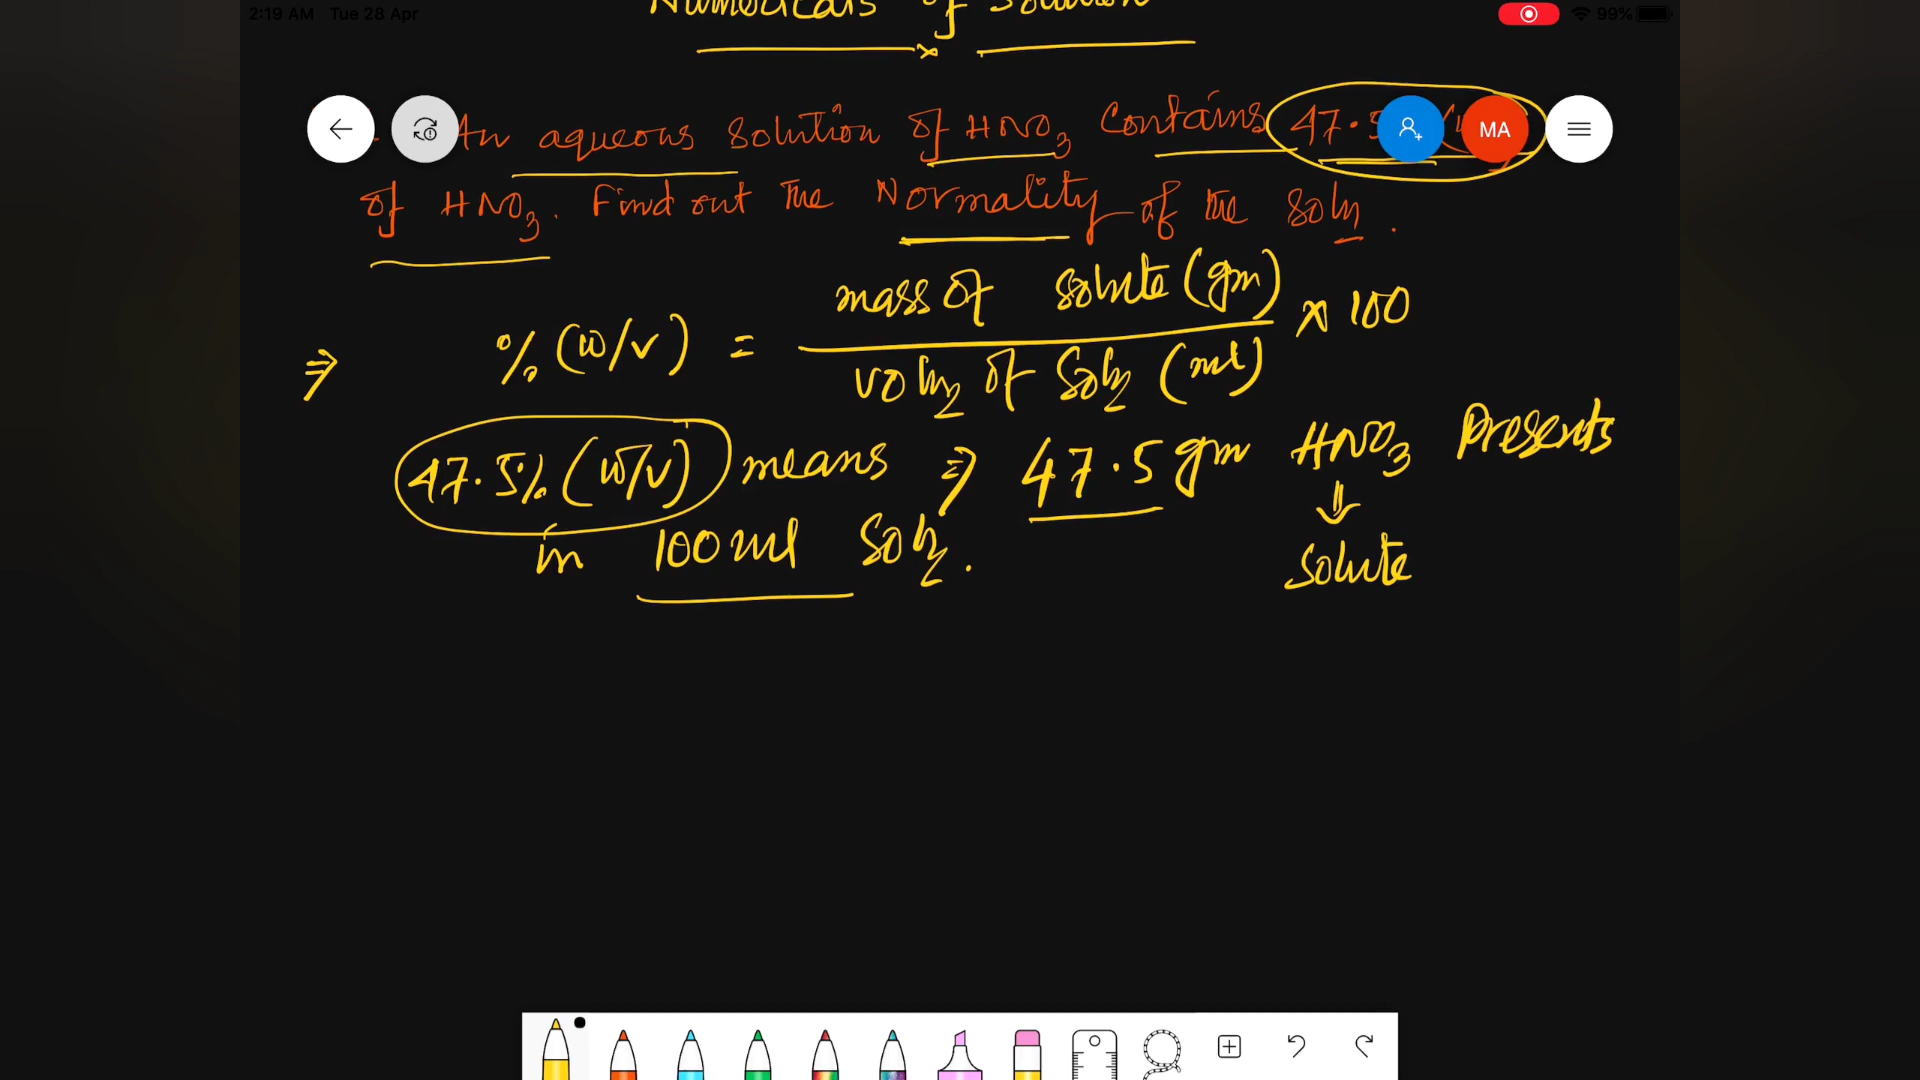 2:19 AM Tue 28 Apr
99%
Numericals of Solution
An aqueous solution of HNO3 contains 47.5
MA
of HNO3. Find out the Normality of the Soln.
⇒ % (w/v) = mass of solute (gm) / volm of Soln (ml) × 100
47.5% (w/v) means ⇒ 47.5 gm HNO3 Presents
in 100 ml Soln.
⇓
Solute